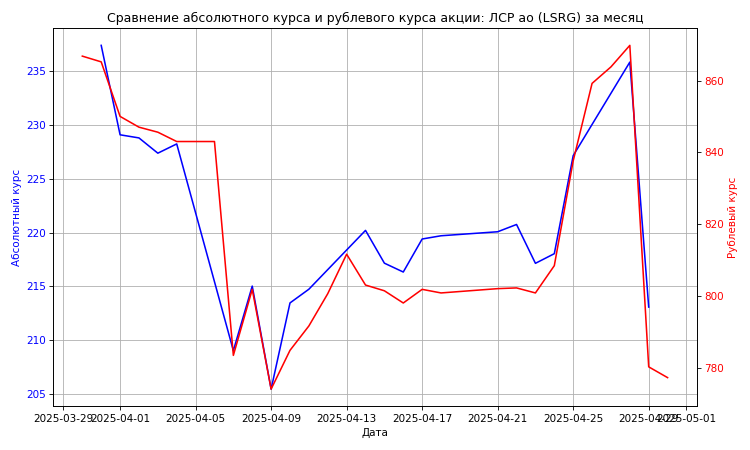 Сравнение абсолютного курса и рублевого курса акции: ЛСР ао (LSRG) за месяц
235
230
225
220
215
210
205
Абсолютный курс
860
840
820
800
780
Рублевый курс
2025-03-29 2025-04-01 2025-04-05 2025-04-09 2025-04-13 2025-04-17 2025-04-21 2025-04-25 2025-04-29 2025-05-01
Дата